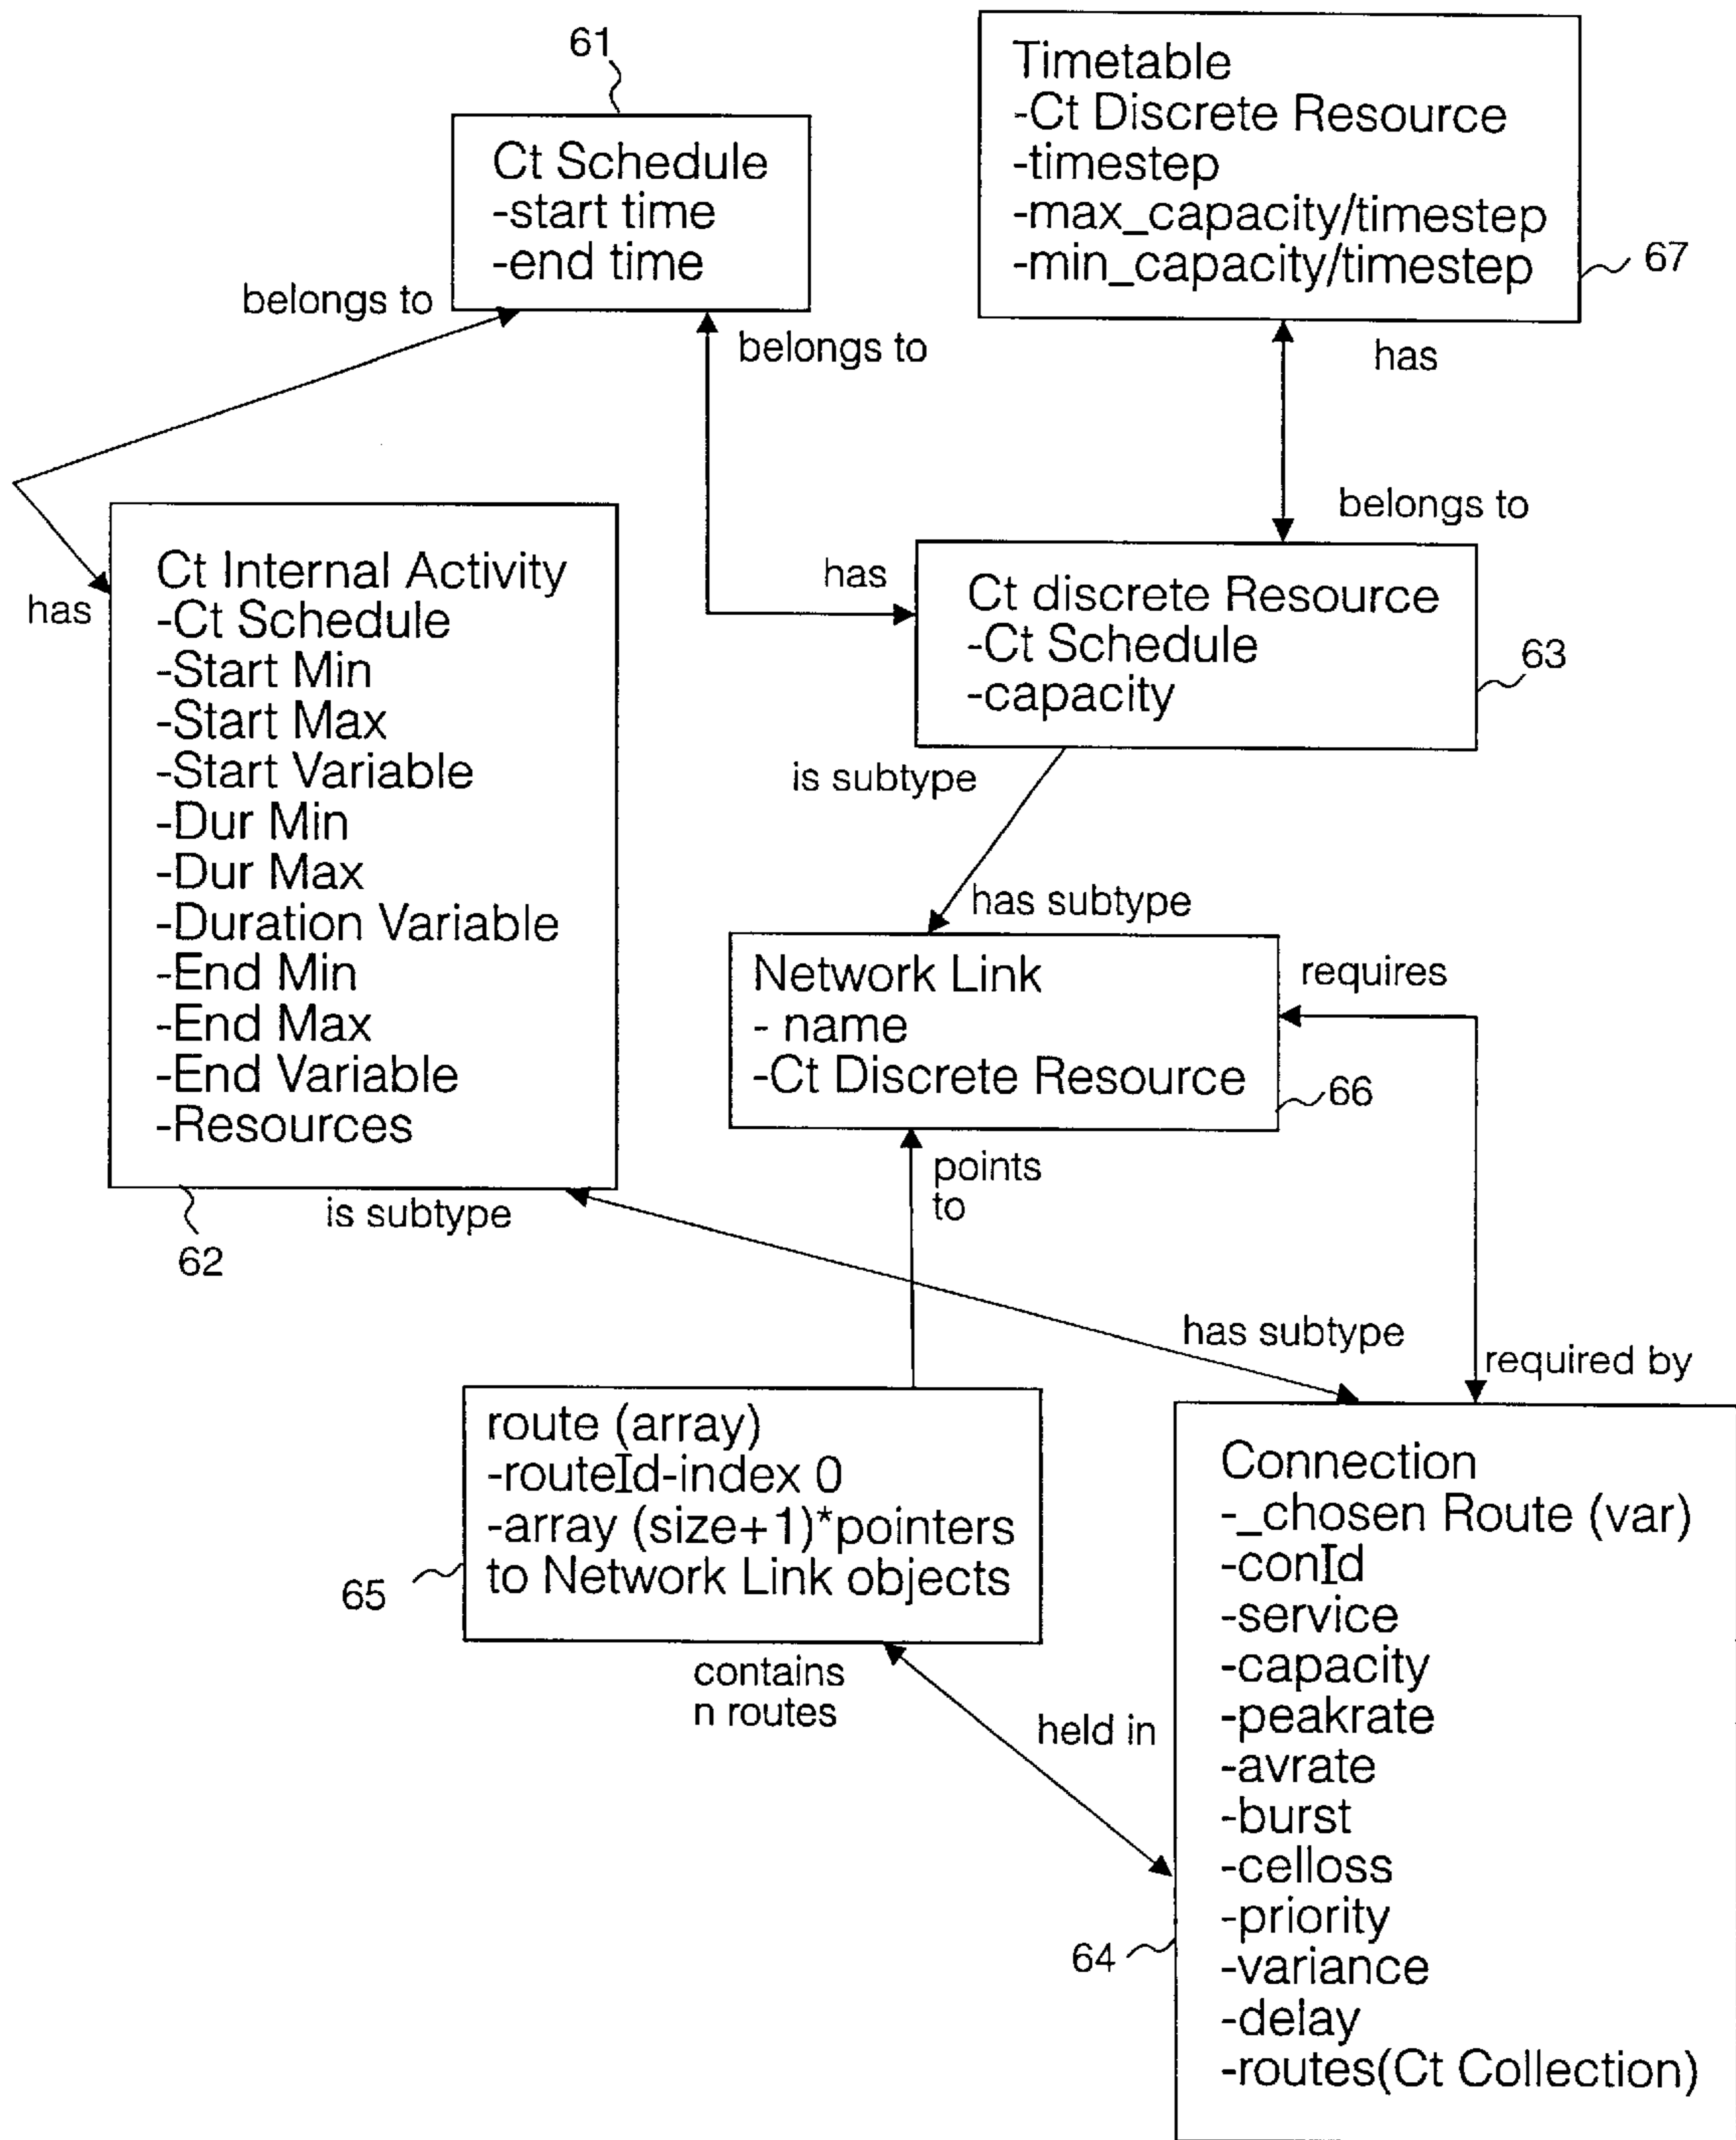 61
Ct Schedule
-start time
-end time
Timetable
-Ct Discrete Resource
-timestep
-max_capacity/timestep
-min_capacity/timestep
67
belongs to
belongs to
has
belongs to
has
has
Ct Internal Activity
-Ct Schedule
-Start Min
-Start Max
-Start Variable
-Dur Min
-Dur Max
-Duration Variable
-End Min
-End Max
-End Variable
-Resources
62
is subtype
Ct discrete Resource
-Ct Schedule
-capacity
63
is subtype
has subtype
Network Link
- name
-Ct Discrete Resource
66
requires
points
to
has subtype
required by
route (array)
-routeId-index 0
-array (size+1)*pointers
to Network Link objects
65
contains
n routes
held in
Connection
-_chosen Route (var)
-conId
-service
-capacity
-peakrate
-avrate
-burst
-celloss
-priority
-variance
-delay
-routes(Ct Collection)
64